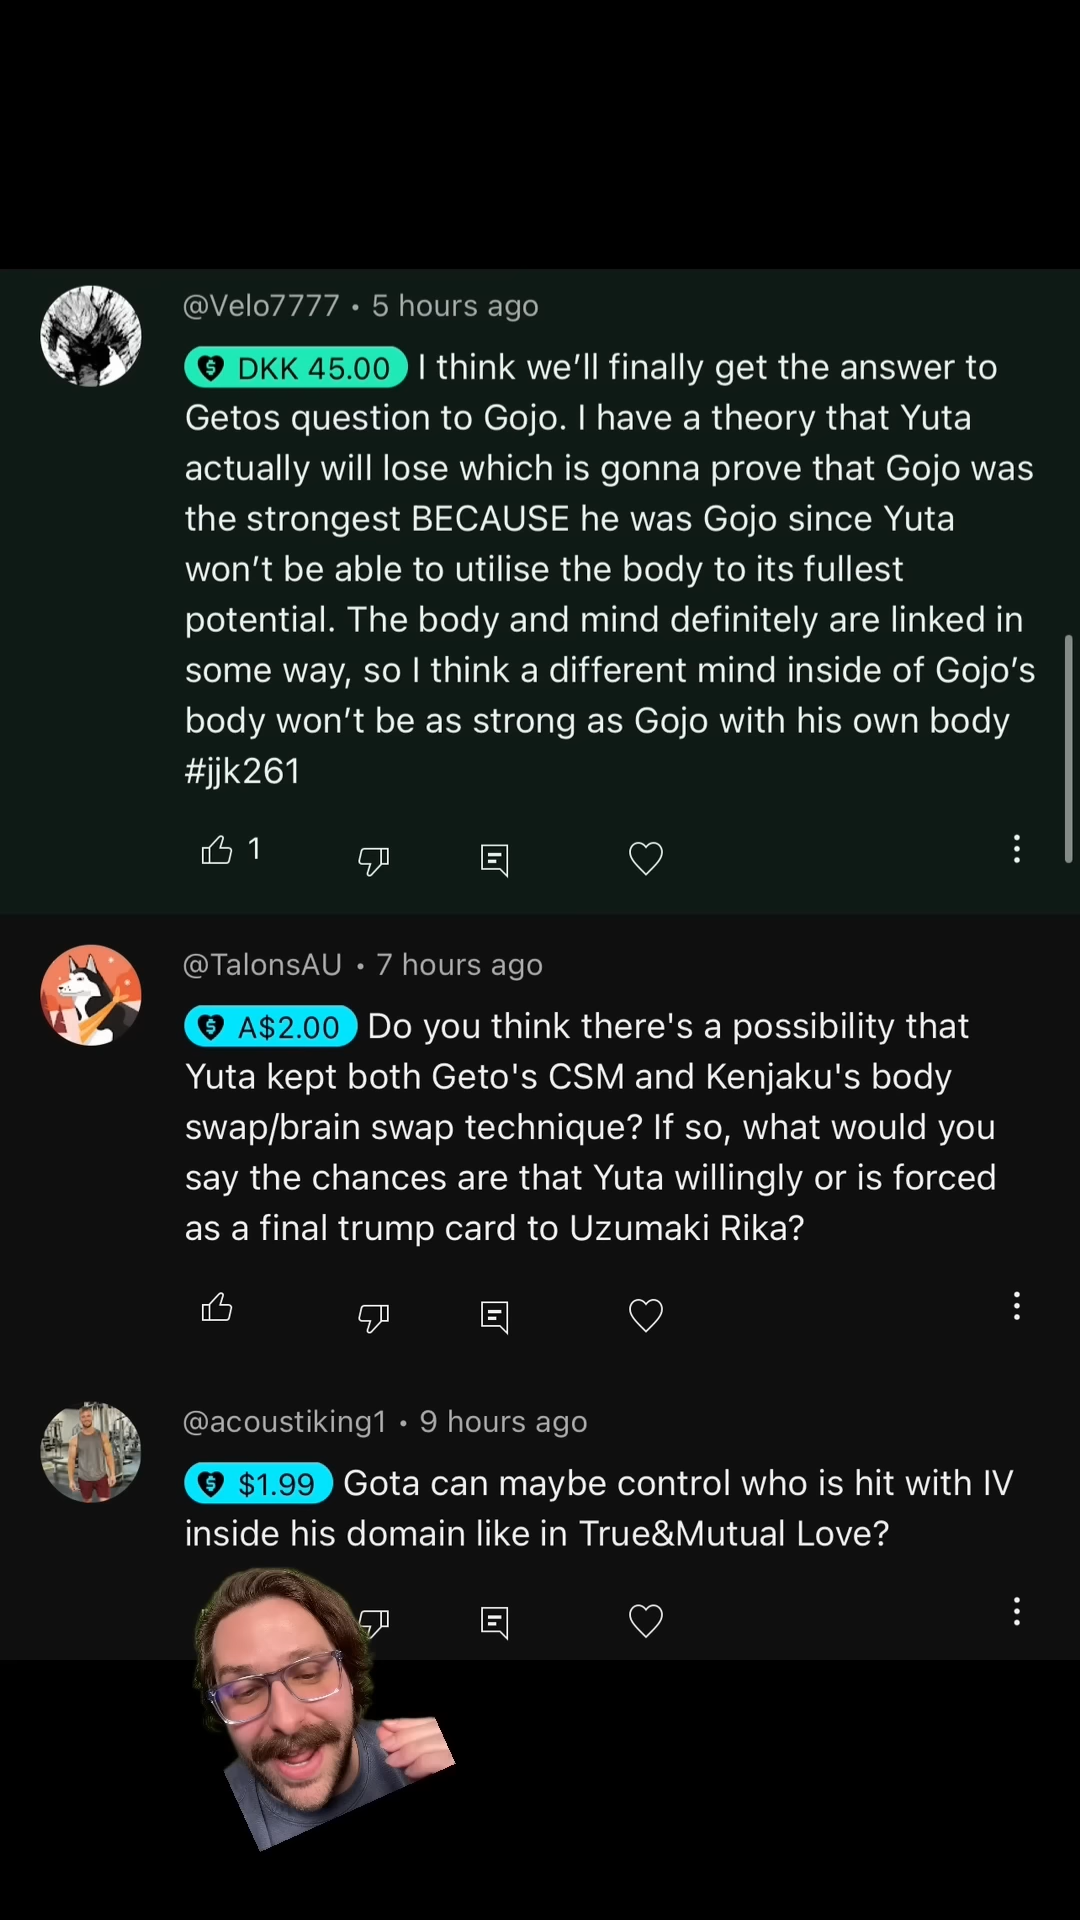 @Velo7777 • 5 hours ago
DKK 45.00 I think we’ll finally get the answer to
Getos question to Gojo. I have a theory that Yuta
actually will lose which is gonna prove that Gojo was
the strongest BECAUSE he was Gojo since Yuta
won’t be able to utilise the body to its fullest
potential. The body and mind definitely are linked in
some way, so I think a different mind inside of Gojo’s
body won’t be as strong as Gojo with his own body
#jjk261
1
@TalonsAU • 7 hours ago
A$2.00 Do you think there's a possibility that
Yuta kept both Geto's CSM and Kenjaku's body
swap/brain swap technique? If so, what would you
say the chances are that Yuta willingly or is forced
as a final trump card to Uzumaki Rika?
@acoustiking1 • 9 hours ago
$1.99 Gota can maybe control who is hit with IV
inside his domain like in True&Mutual Love?